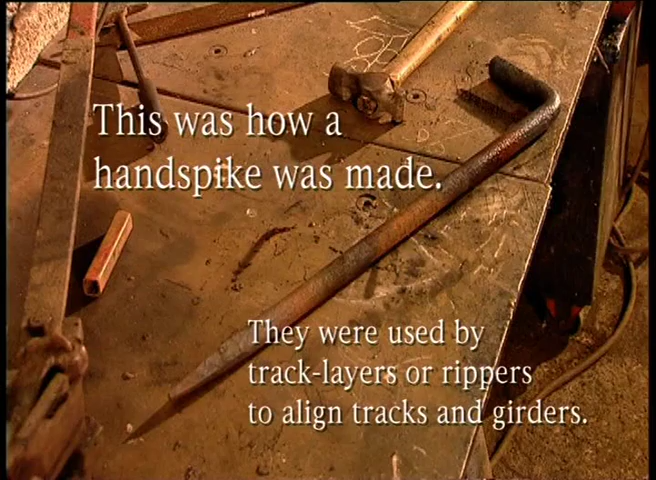 This was how a
handspike was made.
They were used by
track-layers or rippers
to align tracks and girders.